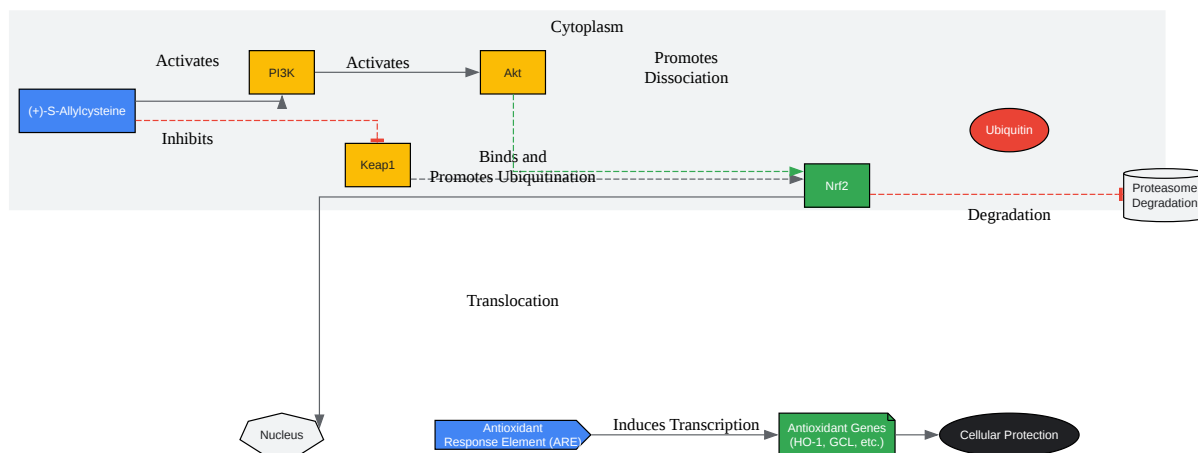 Cytoplasm
Activates
PI3K
Activates
Akt
Promotes
Dissociation
(+)-S-Allylcysteine
Inhibits
Ubiquitin
Keap1
Binds and
Promotes Ubiquitination
Nrf2
Proteasome
Degradation
Degradation
Translocation
Nucleus
Antioxidant
Response Element (ARE)
Induces Transcription
Antioxidant Genes
(HO-1, GCL, etc.)
Cellular Protection